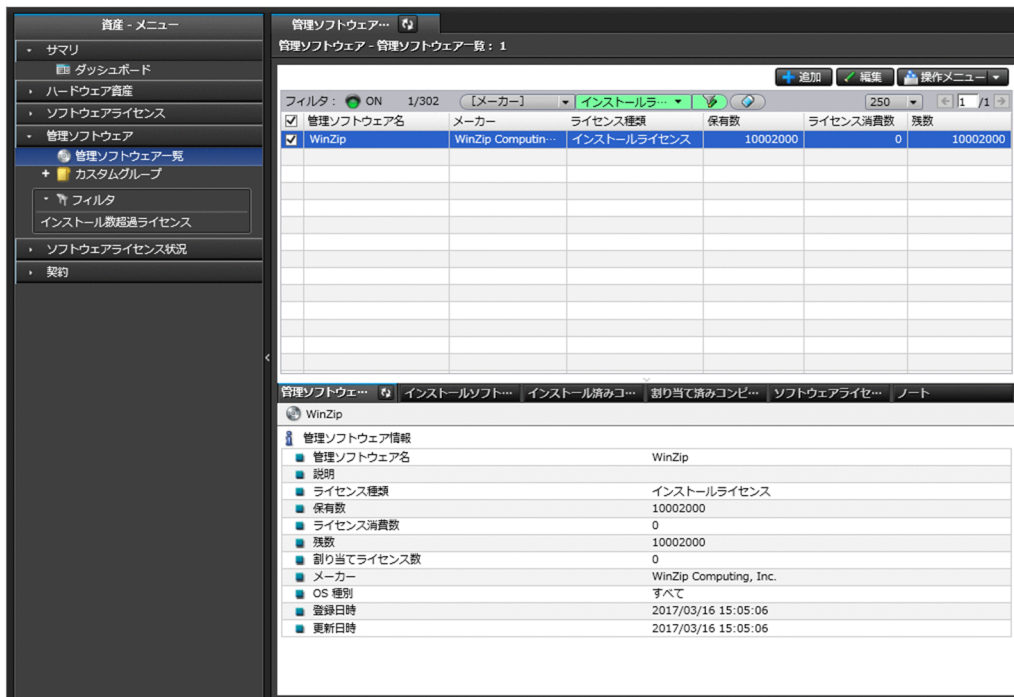 資産 - メニュー
サマリ
ダッシュボード
ハードウェア資産
ソフトウェアライセンス
管理ソフトウェア
管理ソフトウェア一覧
カスタムグループ
フィルタ
インストール数超過ライセンス
ソフトウェアライセンス状況
契約
管理ソフトウェア…
管理ソフトウェア - 管理ソフトウェア一覧： 1
追加 編集 操作メニュー
フィルタ： ON 1/302 [メーカー] インストールラ… 250 1 /1
管理ソフトウェア名 メーカー ライセンス種類 保有数 ライセンス消費数 残数
WinZip WinZip Computin… インストールライセンス 10002000 0 10002000
管理ソフトウェ… インストールソフト… インストール済みコ… 割り当て済みコンピ… ソフトウェアライセ… ノート
WinZip
管理ソフトウェア情報
管理ソフトウェア名 WinZip
説明
ライセンス種類 インストールライセンス
保有数 10002000
ライセンス消費数 0
残数 10002000
割り当てライセンス数 0
メーカー WinZip Computing, Inc.
OS 種別 すべて
登録日時 2017/03/16 15:05:06
更新日時 2017/03/16 15:05:06